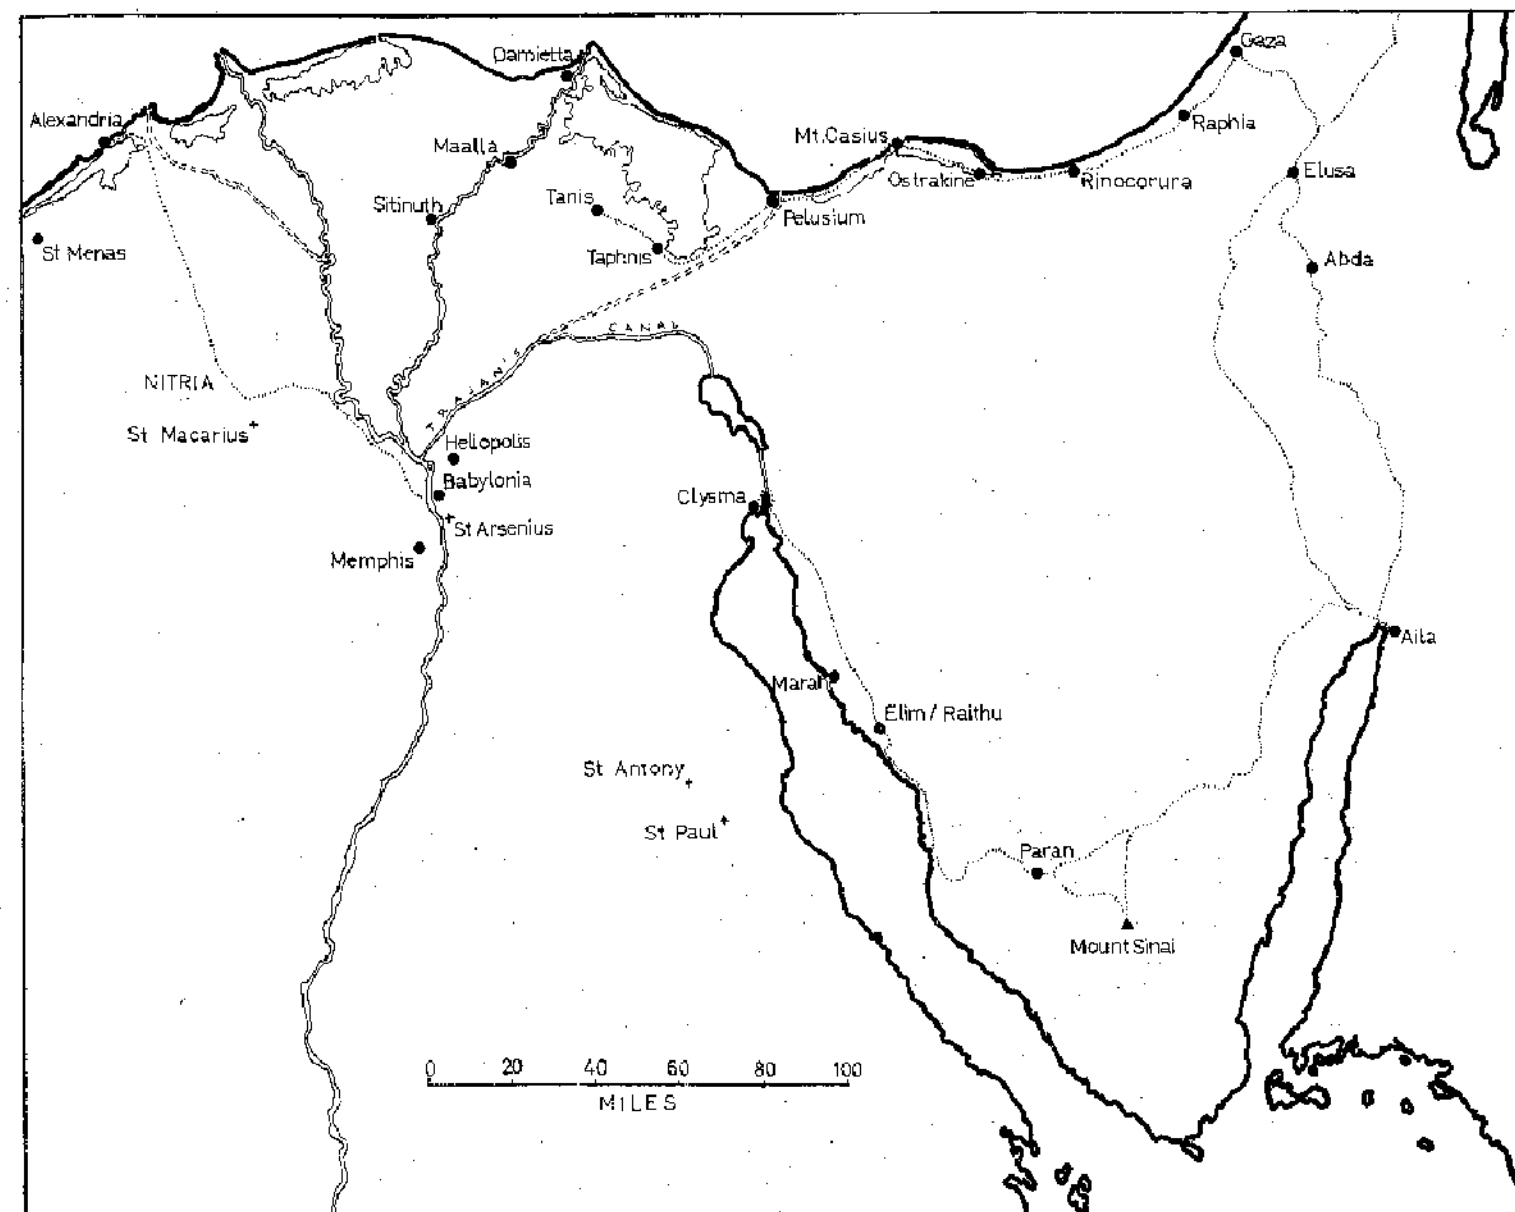 Damietta
Gaza
Alexandria
Raphia
Mt.Casius
Maalla
Elusa
Ostrakine
Rinocorura
Tanis
Sitinuth
Pelusium
St Menas
Taphnis
Abda
TRAJAN'S CANAL
NITRIA
St Macarius
Heliopolis
Babylonia
Clysma
St Arsenius
Memphis
Aila
Marah
Elim / Raithu
St Antony
St Paul
Paran
Mount Sinai
0 20 40 60 80 100
MILES